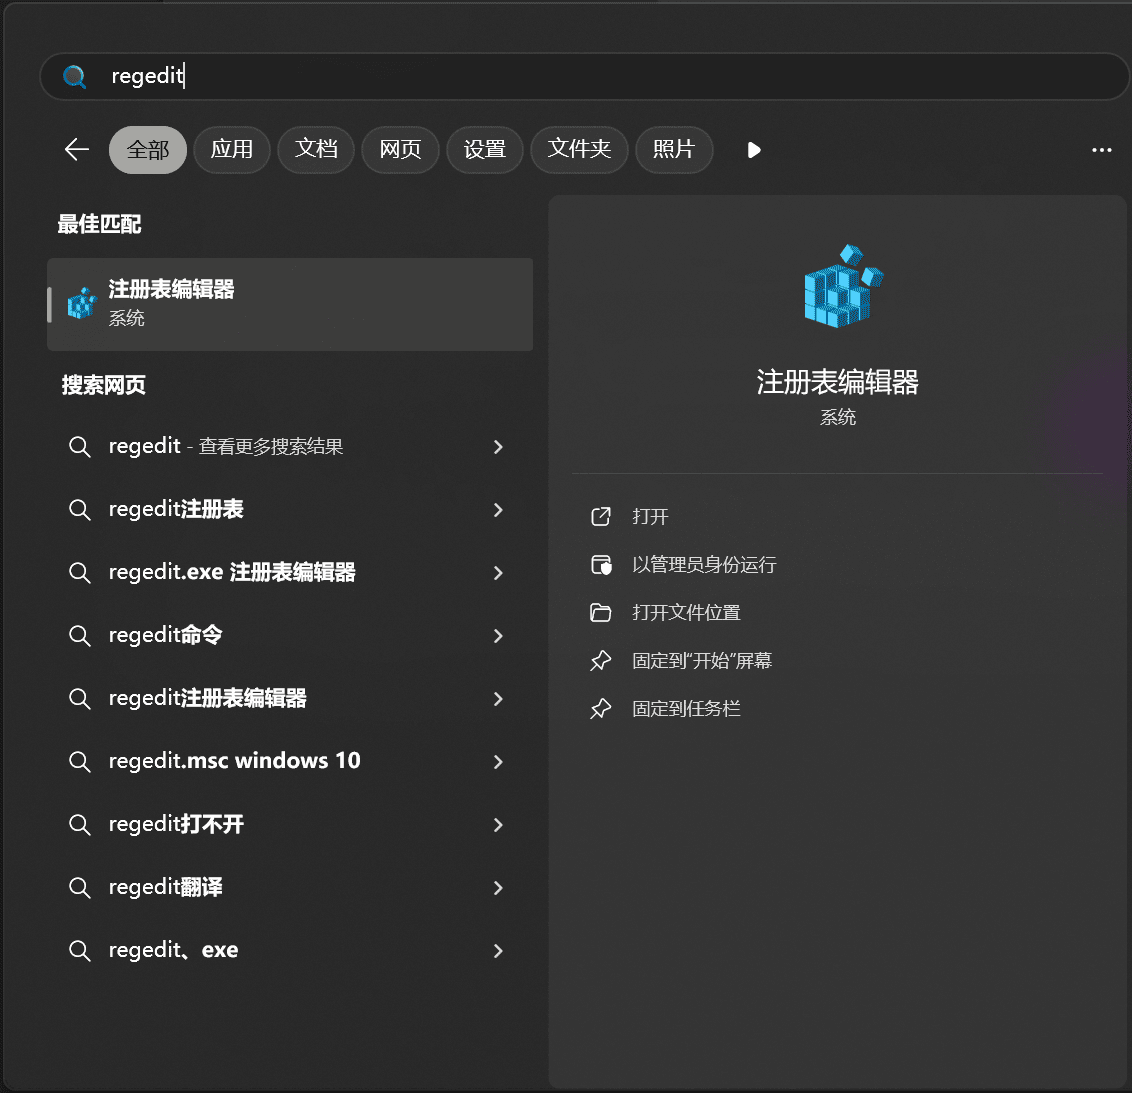 regedit
全部 应用 文档 网页 设置 文件夹 照片
最佳匹配
注册表编辑器
系统
搜索网页
regedit - 查看更多搜索结果
regedit注册表
regedit.exe 注册表编辑器
regedit命令
regedit注册表编辑器
regedit.msc windows 10
regedit打不开
regedit翻译
regedit、exe
注册表编辑器
系统
打开
以管理员身份运行
打开文件位置
固定到“开始”屏幕
固定到任务栏